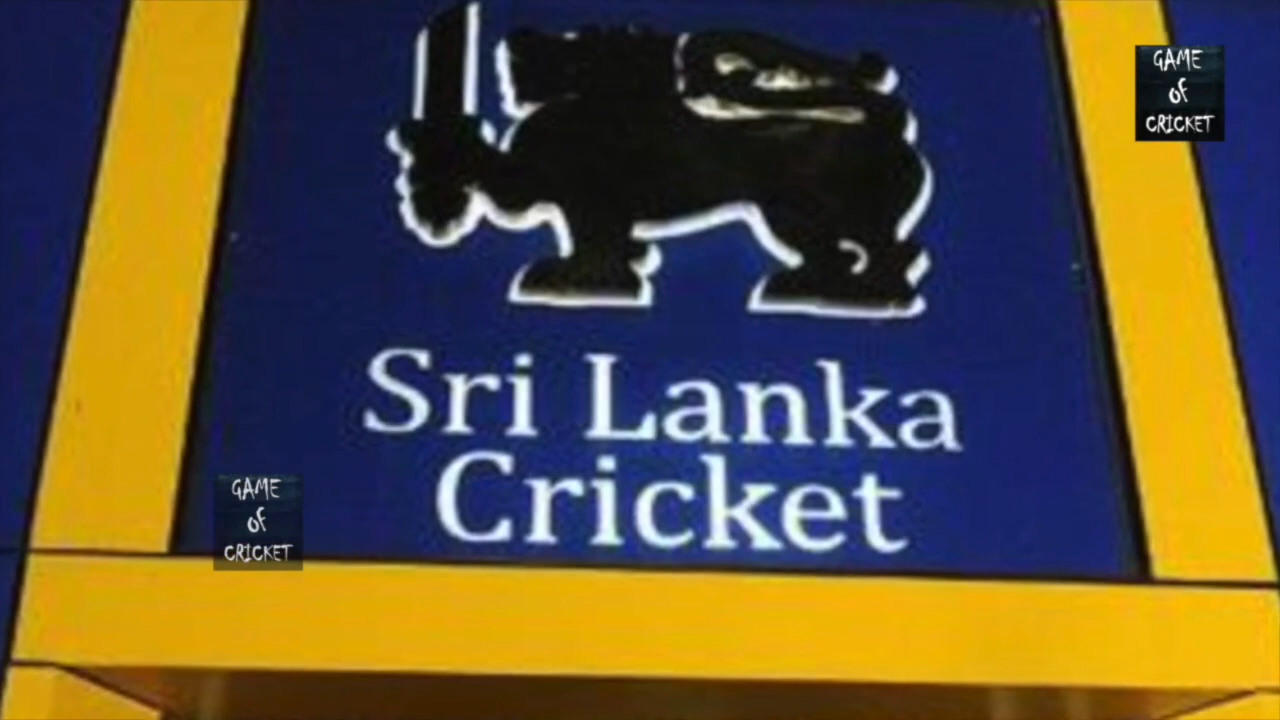 GAME
of
CRICKET
Sri Lanka
Cricket
GAME
of
CRICKET